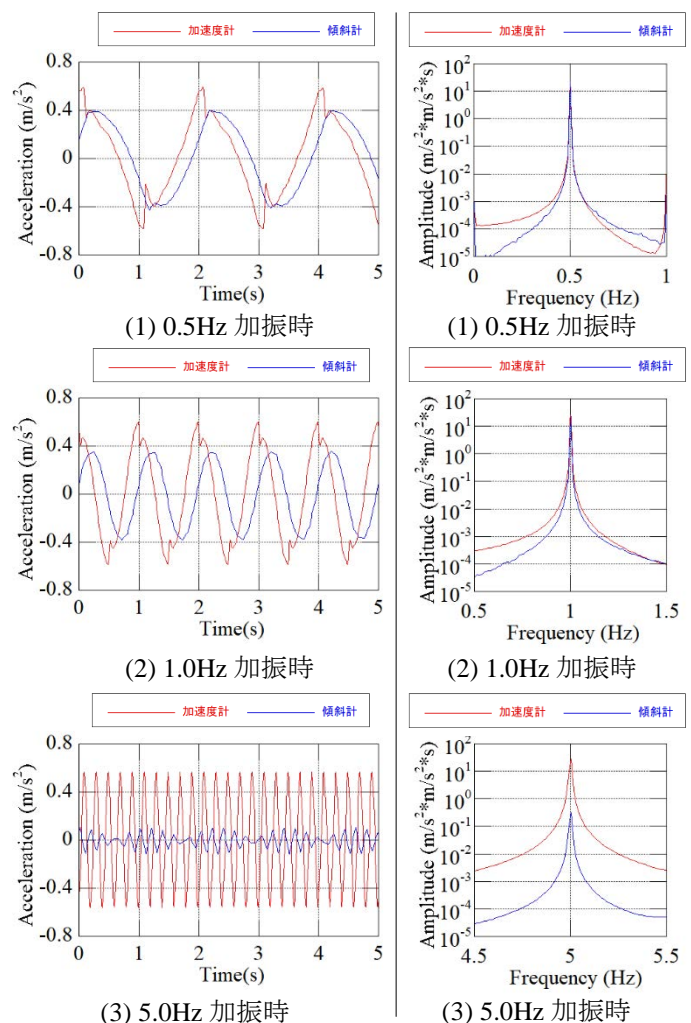 加速度計 傾斜計
Acceleration (m/s²)
0.8
0.4
0
-0.4
-0.8
0 1 2 3 4 5
Time(s)
(1) 0.5Hz 加振時
加速度計 傾斜計
Amplitude (m/s²*m/s²*s)
10²
10¹
10⁰
10⁻¹
10⁻²
10⁻³
10⁻⁴
10⁻⁵
0 0.5 1
Frequency (Hz)
(1) 0.5Hz 加振時
加速度計 傾斜計
Acceleration (m/s²)
0.8
0.4
0
-0.4
-0.8
0 1 2 3 4 5
Time(s)
(2) 1.0Hz 加振時
加速度計 傾斜計
Amplitude (m/s²*m/s²*s)
10²
10¹
10⁰
10⁻¹
10⁻²
10⁻³
10⁻⁴
10⁻⁵
0.5 1 1.5
Frequency (Hz)
(2) 1.0Hz 加振時
加速度計 傾斜計
Acceleration (m/s²)
0.8
0.4
0
-0.4
-0.8
0 1 2 3 4 5
Time(s)
(3) 5.0Hz 加振時
加速度計 傾斜計
Amplitude (m/s²*m/s²*s)
10²
10¹
10⁰
10⁻¹
10⁻²
10⁻³
10⁻⁴
10⁻⁵
4.5 5 5.5
Frequency (Hz)
(3) 5.0Hz 加振時